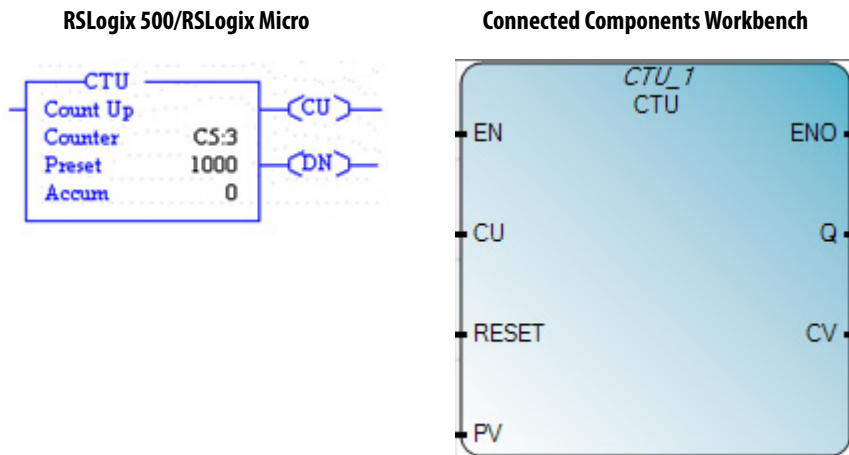 RSLogix 500/RSLogix Micro
CTU
Count Up
Counter C5:3
Preset 1000
Accum 0
CU
DN
Connected Components Workbench
CTU_1
CTU
EN ENO
CU Q
RESET CV
PV